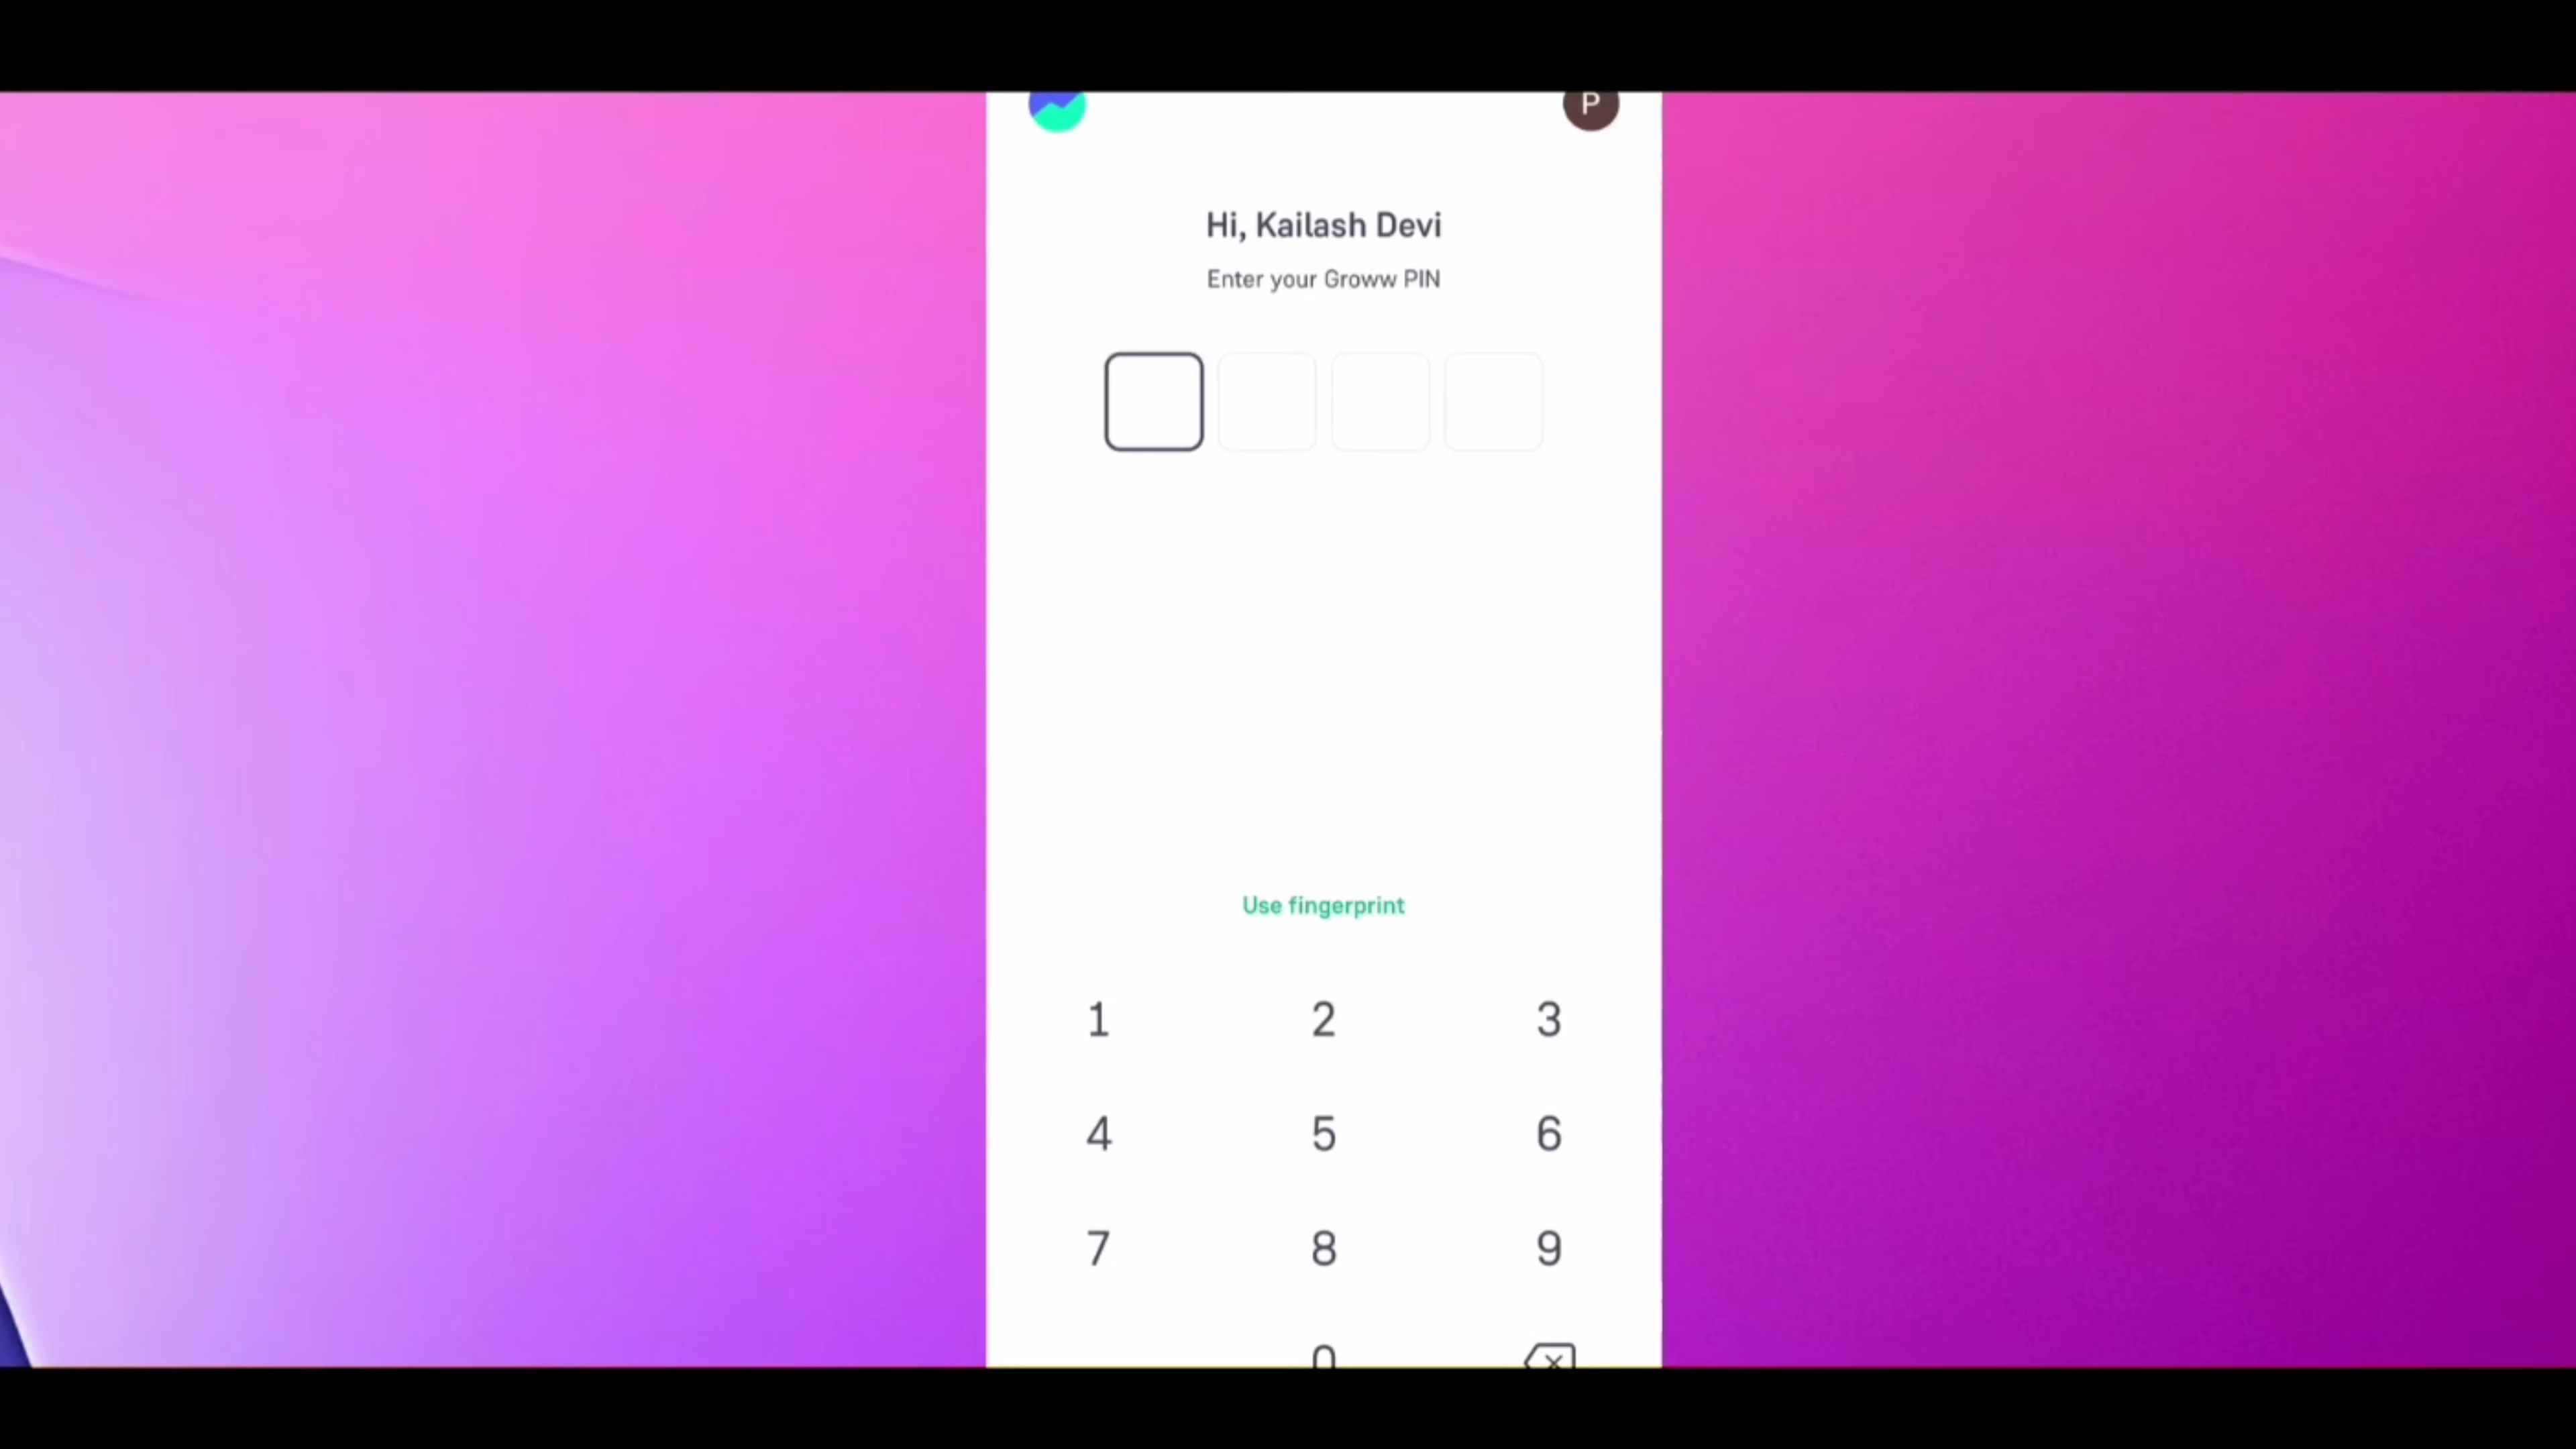 P
Hi, Kailash Devi
Enter your Groww PIN
Use fingerprint
1 2 3
4 5 6
7 8 9
0